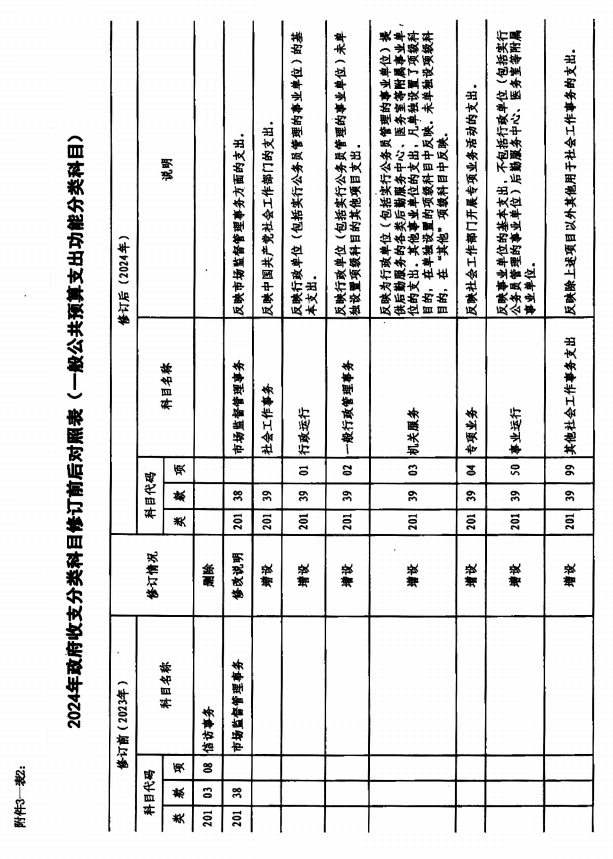 附件3—表2:
2024年政府收支分类科目修订前后对照表（一般公共预算支出功能分类科目）
修订前（2023年） 修订情况 修订后（2024年）
科目代码 科目名称 科目代码 科目名称 说明
类 款 项 类 款 项
201 03 08 信访事务 删除
201 38 市场监督管理事务 修改说明 201 38 市场监督管理事务 反映市场监督管理事务方面的支出。
增设 201 39 社会工作事务 反映中国共产党社会工作部门的支出。
增设 201 39 01 行政运行 反映行政单位（包括实行公务员管理的事业单位）的基
本支出。
增设 201 39 02 一般行政管理事务 反映行政单位（包括实行公务员管理的事业单位）未单
独设置项级科目的其他项目支出。
增设 201 39 03 机关服务 反映为行政单位（包括实行公务员管理的事业单位）提
供后勤服务的各类后勤服务中心、医务室等附属事业单
位的支出。其他事业单位的支出，凡单独设置了项级科
目的，在单独设置的项级科目中反映。未单独设项级科
目的，在“其他”项级科目中反映。
增设 201 39 04 专项业务 反映社会工作部门开展专项业务活动的支出。
增设 201 39 50 事业运行 反映事业单位的基本支出，不包括行政单位（包括实行
公务员管理的事业单位）后勤服务中心、医务室等附属
事业单位。
增设 201 39 99 其他社会工作事务支出 反映除上述项目以外其他用于社会工作事务的支出。